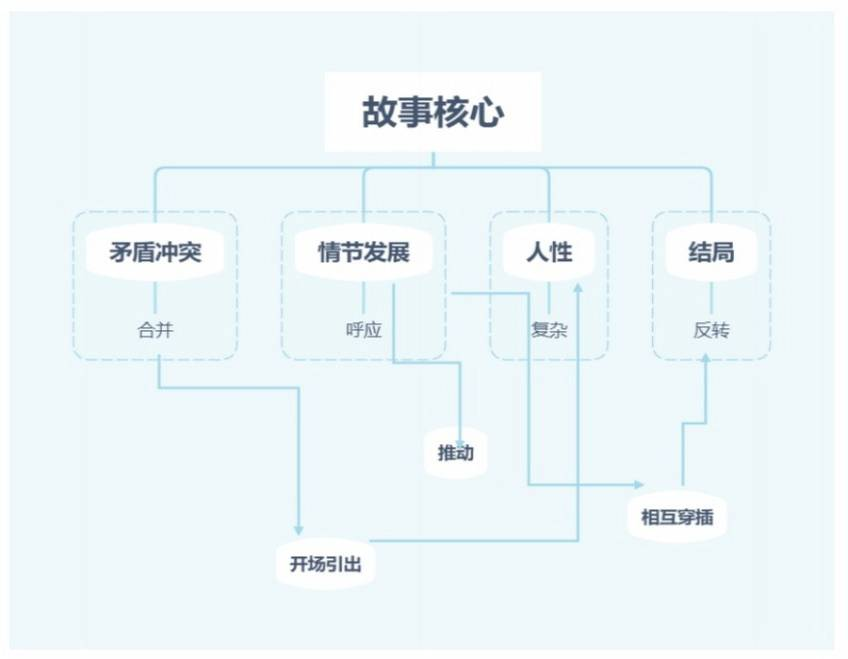 故事核心
矛盾冲突
情节发展
人性
结局
合并
呼应
复杂
反转
推动
相互穿插
开场引出